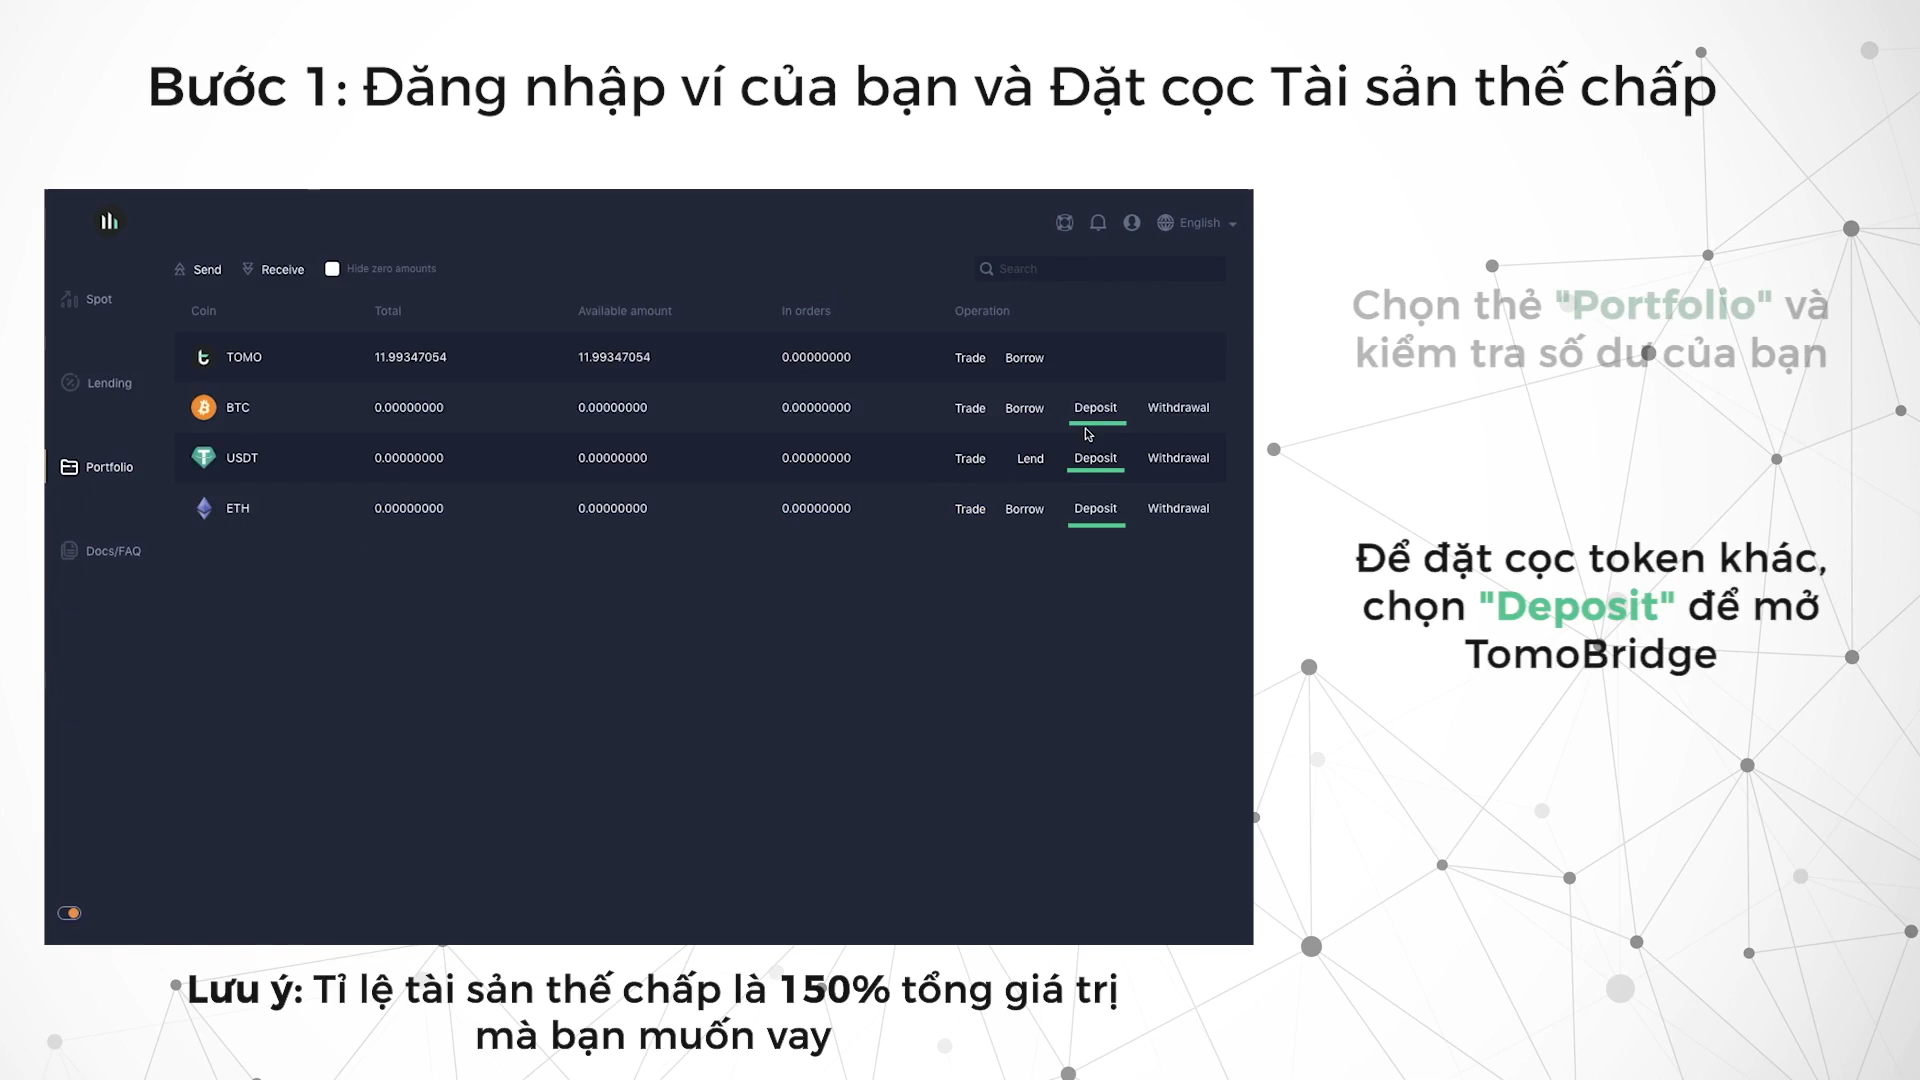 Bước 1: Đăng nhập ví của bạn và Đặt cọc Tài sản thế chấp
English
Send Receive Hide zero amounts Search
Spot
Lending
Portfolio
Docs/FAQ
Coin Total Available amount In orders Operation
TOMO 11.99347054 11.99347054 0.00000000 Trade Borrow
BTC 0.00000000 0.00000000 0.00000000 Trade Borrow Deposit Withdrawal
USDT 0.00000000 0.00000000 0.00000000 Trade Lend Deposit Withdrawal
ETH 0.00000000 0.00000000 0.00000000 Trade Borrow Deposit Withdrawal
Chọn thẻ "Portfolio" và
kiểm tra số dư của bạn
Để đặt cọc token khác,
chọn "Deposit" để mở
TomoBridge
Lưu ý: Tỉ lệ tài sản thế chấp là 150% tổng giá trị
mà bạn muốn vay